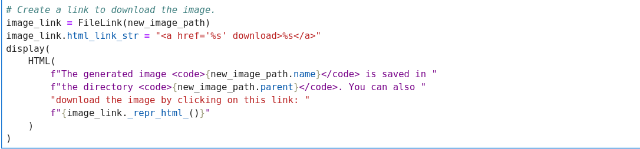 # Create a link to download the image.
image_link = FileLink(new_image_path)
image_link.html_link_str = "<a href='%s' download>%s</a>"
display(
    HTML(
        f"The generated image <code>{new_image_path.name}</code> is saved in "
        f"the directory <code>{new_image_path.parent}</code>. You can also "
        "download the image by clicking on this link: "
        f"{image_link._repr_html_()}"
    )
)